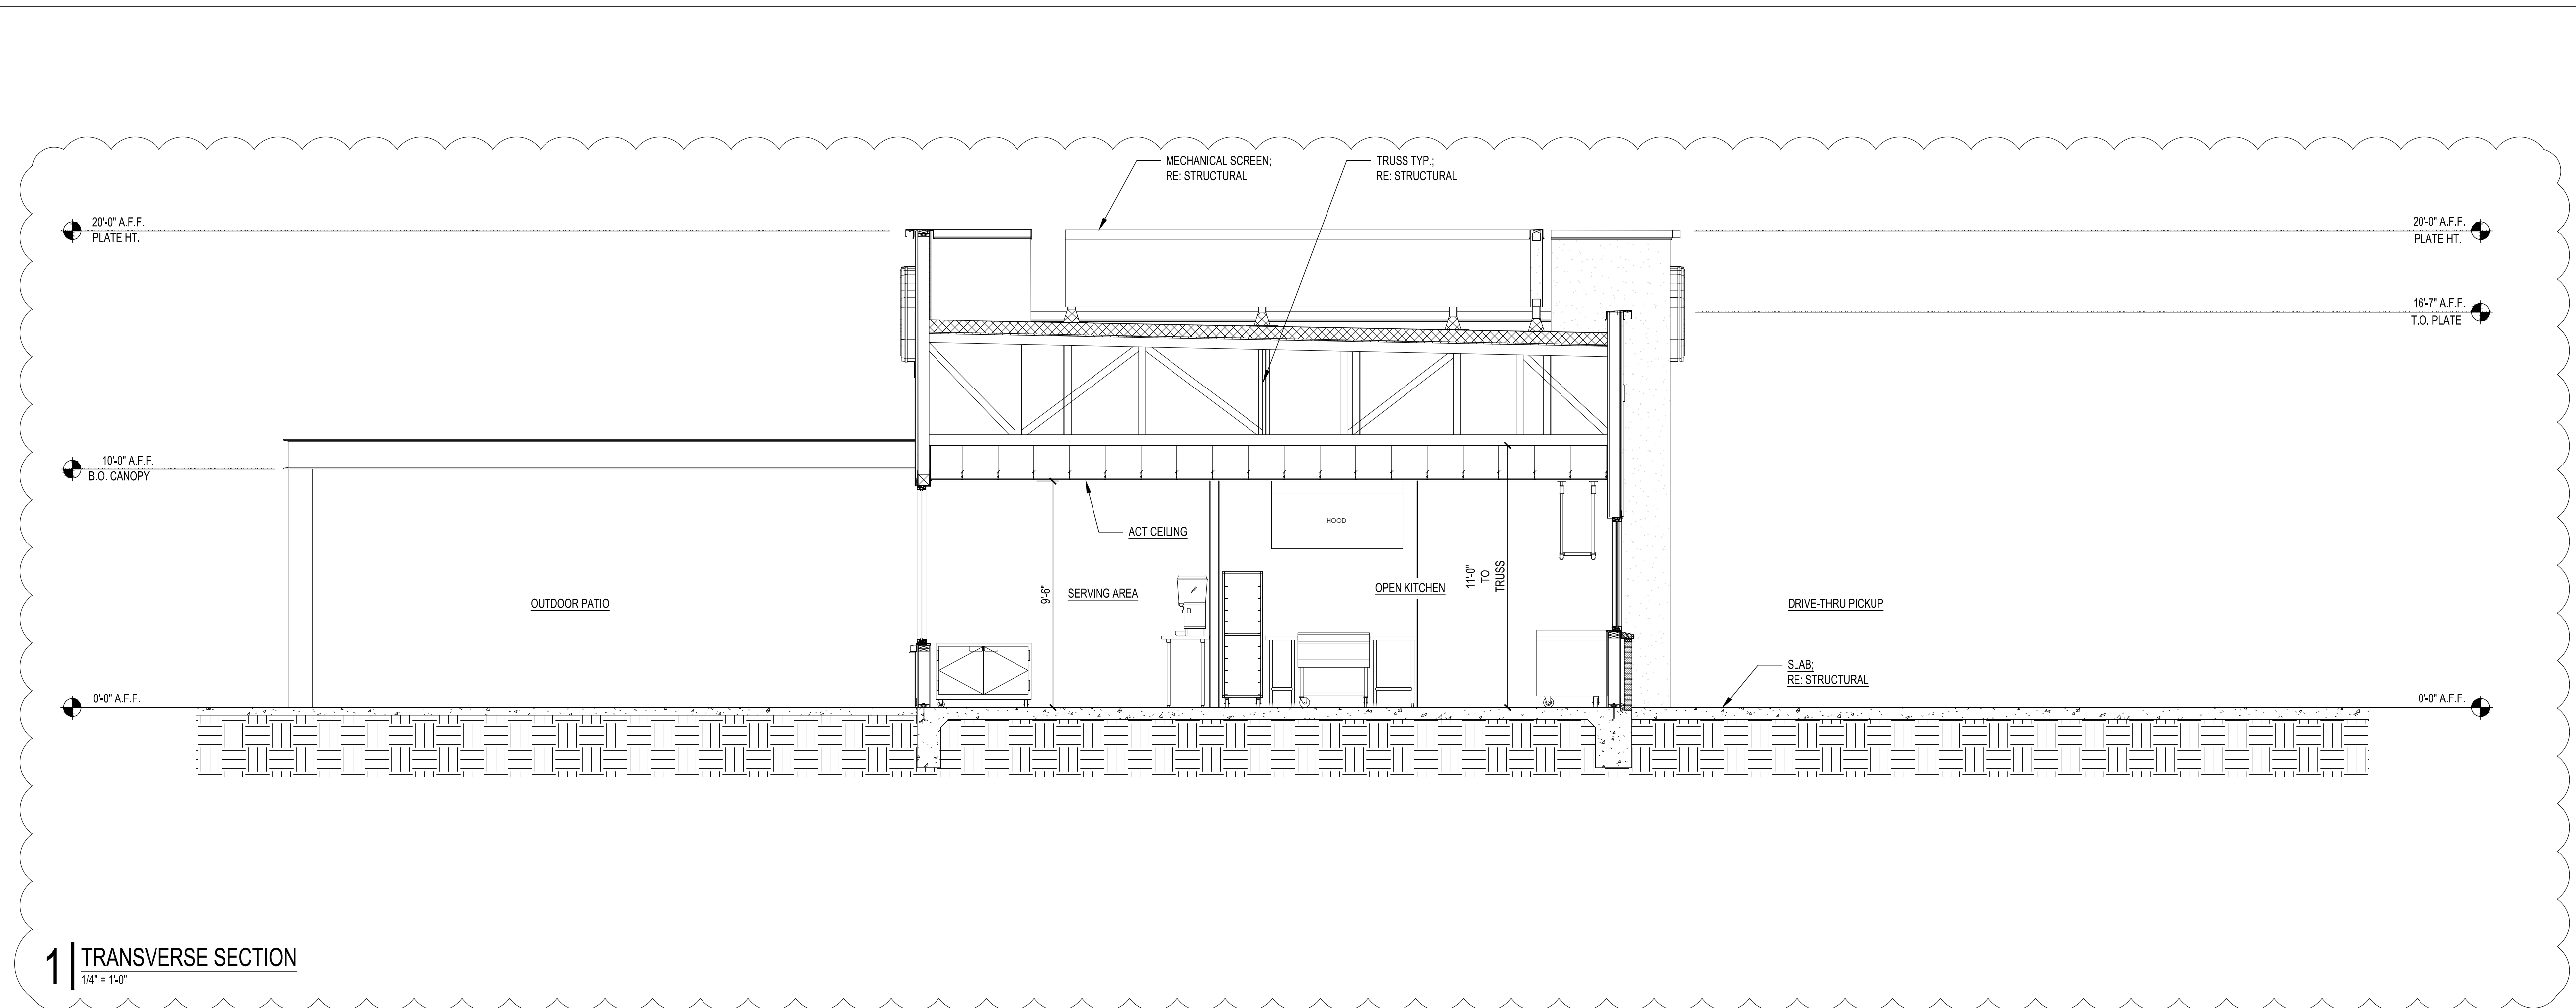 MECHANICAL SCREEN;
RE: STRUCTURAL
TRUSS TYP.;
RE: STRUCTURAL
20'-0" A.F.F.
PLATE HT.
20'-0" A.F.F.
PLATE HT.
16'-7" A.F.F.
T.O. PLATE
10'-0" A.F.F.
B.O. CANOPY
HOOD
ACT CEILING
9'-6"
SERVING AREA
OPEN KITCHEN
11'-0"
TO
TRUSS
OUTDOOR PATIO
DRIVE-THRU PICKUP
SLAB;
RE: STRUCTURAL
0'-0" A.F.F.
0'-0" A.F.F.
1
TRANSVERSE SECTION
1/4" = 1'-0"